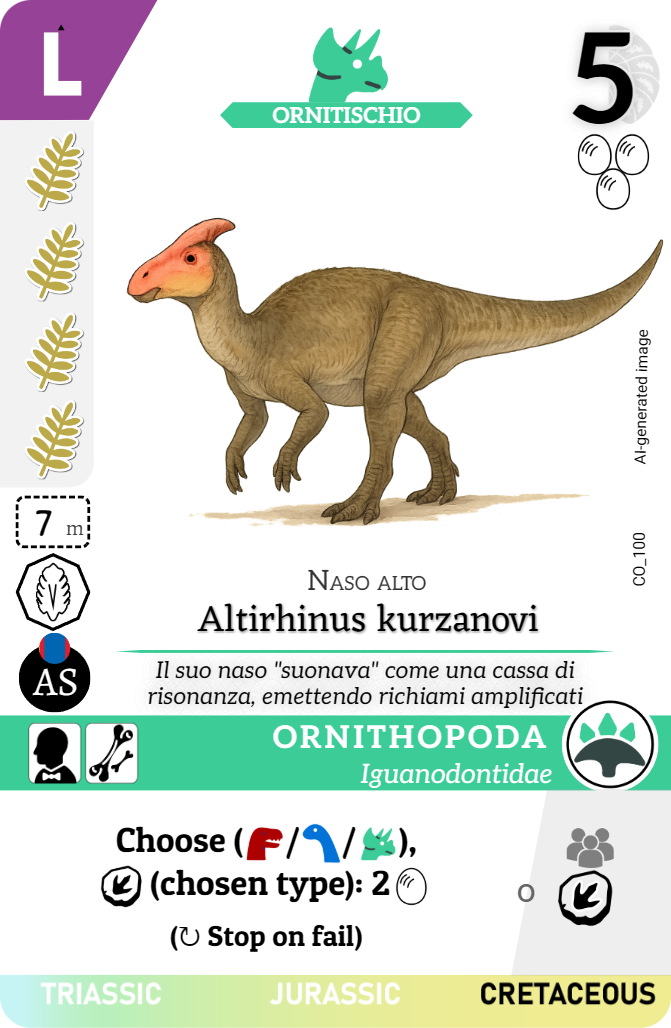 L
ORNITISCHIO
5
7 m
AI-generated image
CO_100
AS
NASO ALTO
Altirhinus kurzanovi
Il suo naso "suonava" come una cassa di
risonanza, emettendo richiami amplificati
ORNITHOPODA
Iguanodontidae
Choose ( / / ),
(chosen type): 2
(↻ Stop on fail)
O
TRIASSIC JURASSIC CRETACEOUS